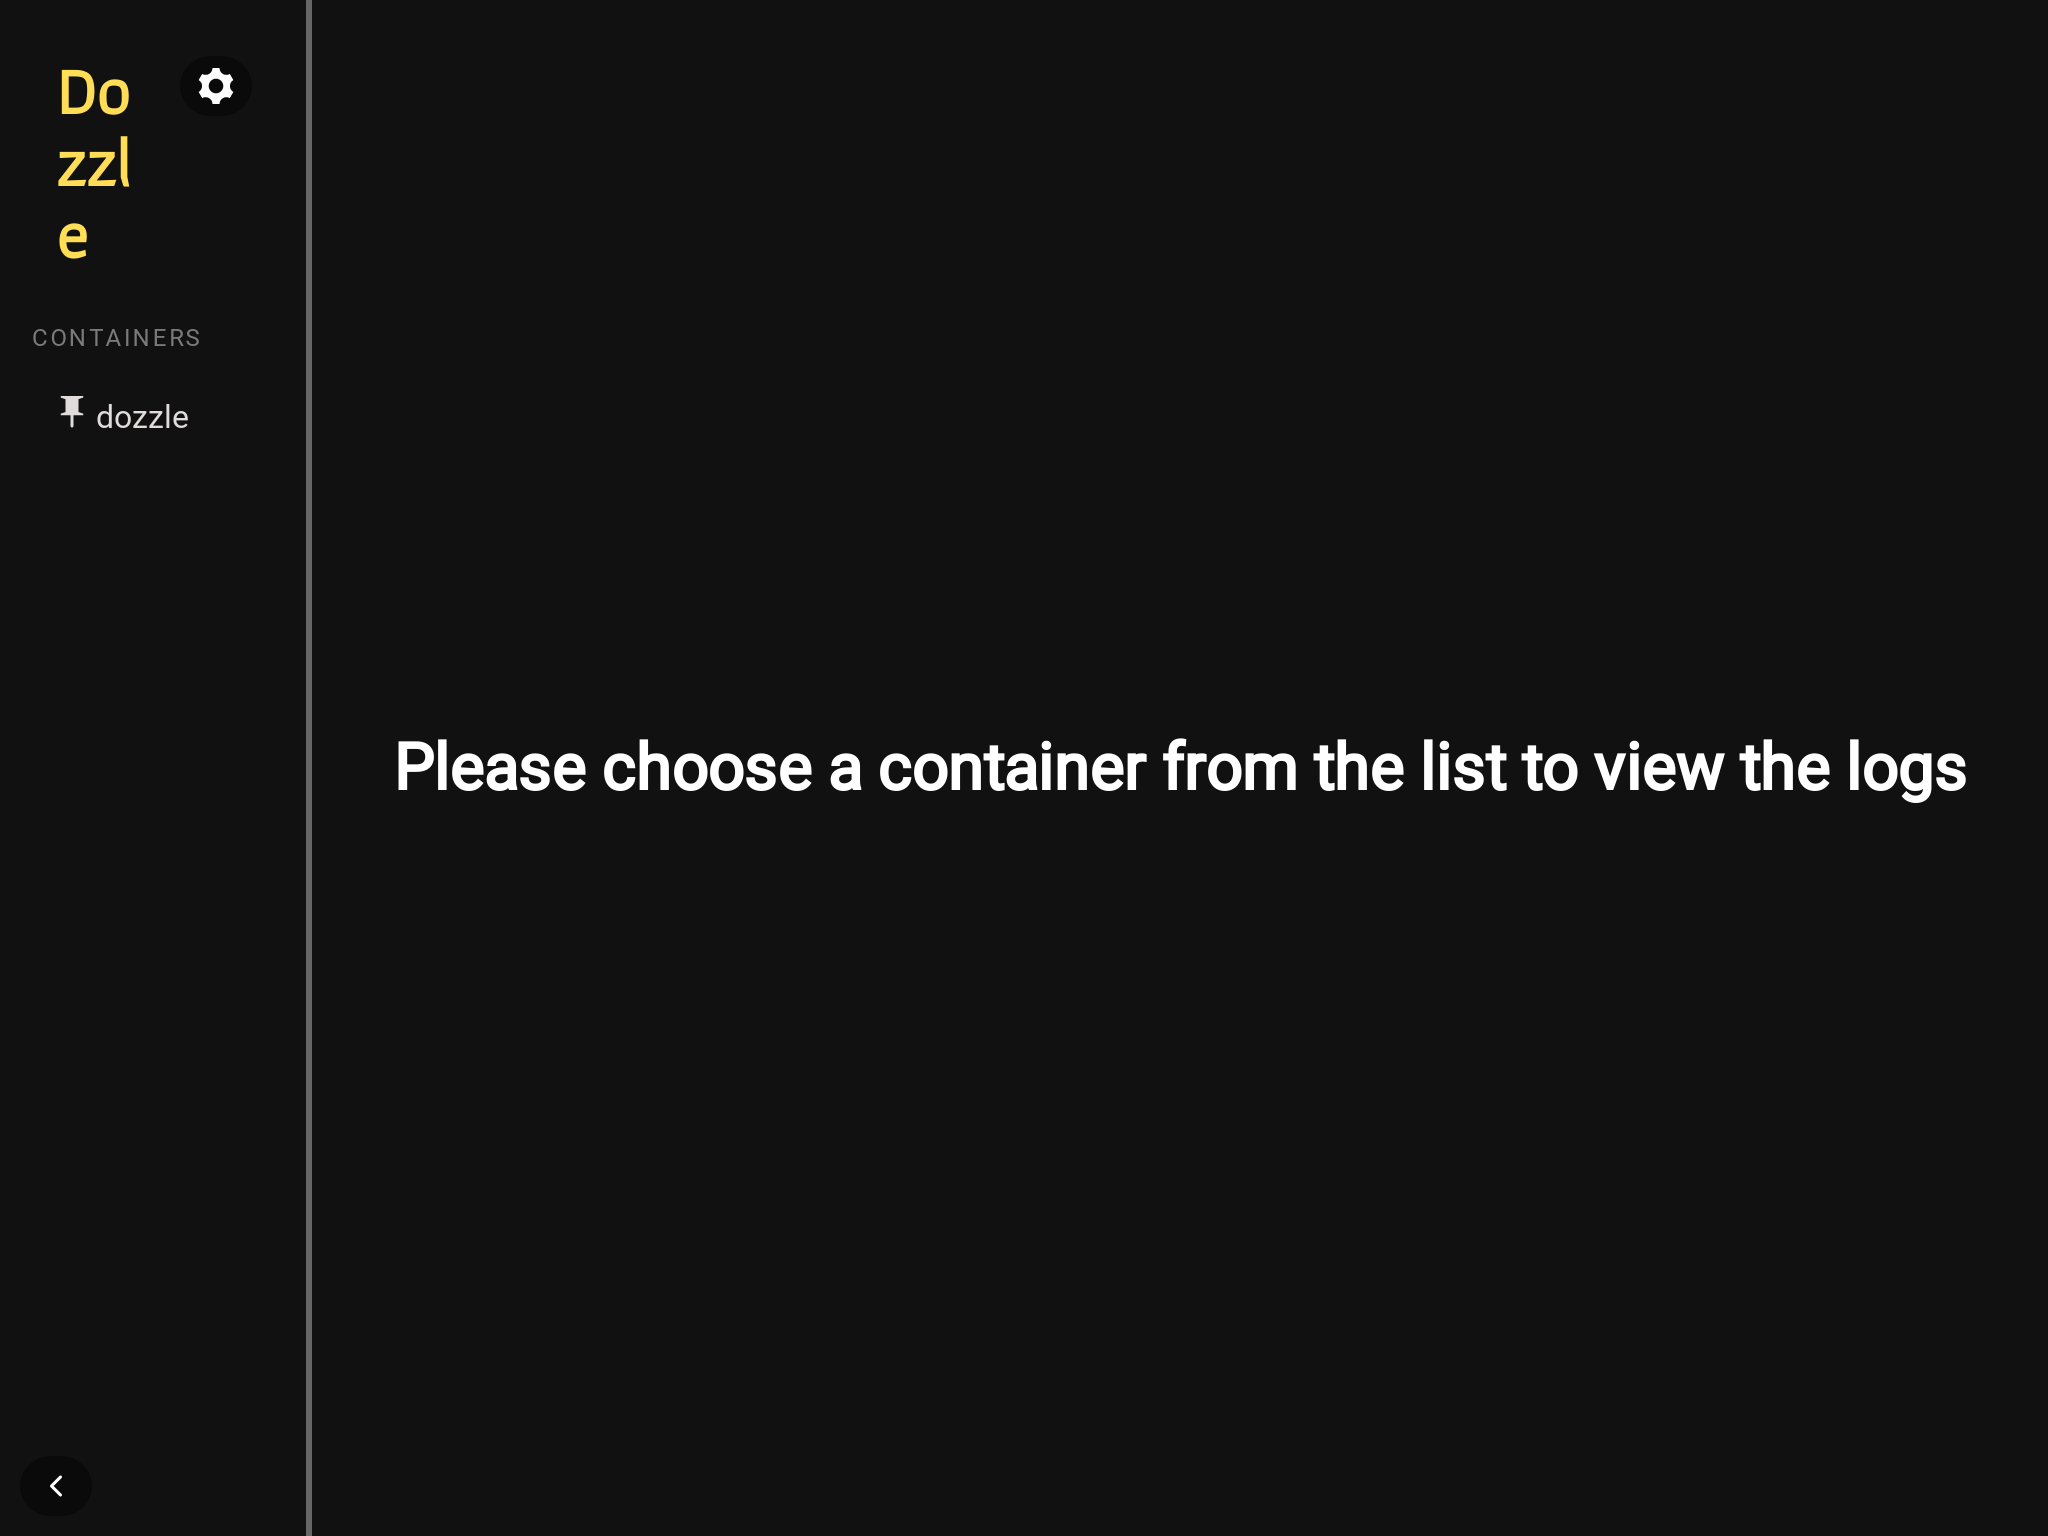 Do
zzl
e
CONTAINERS
dozzle
Please choose a container from the list to view the logs